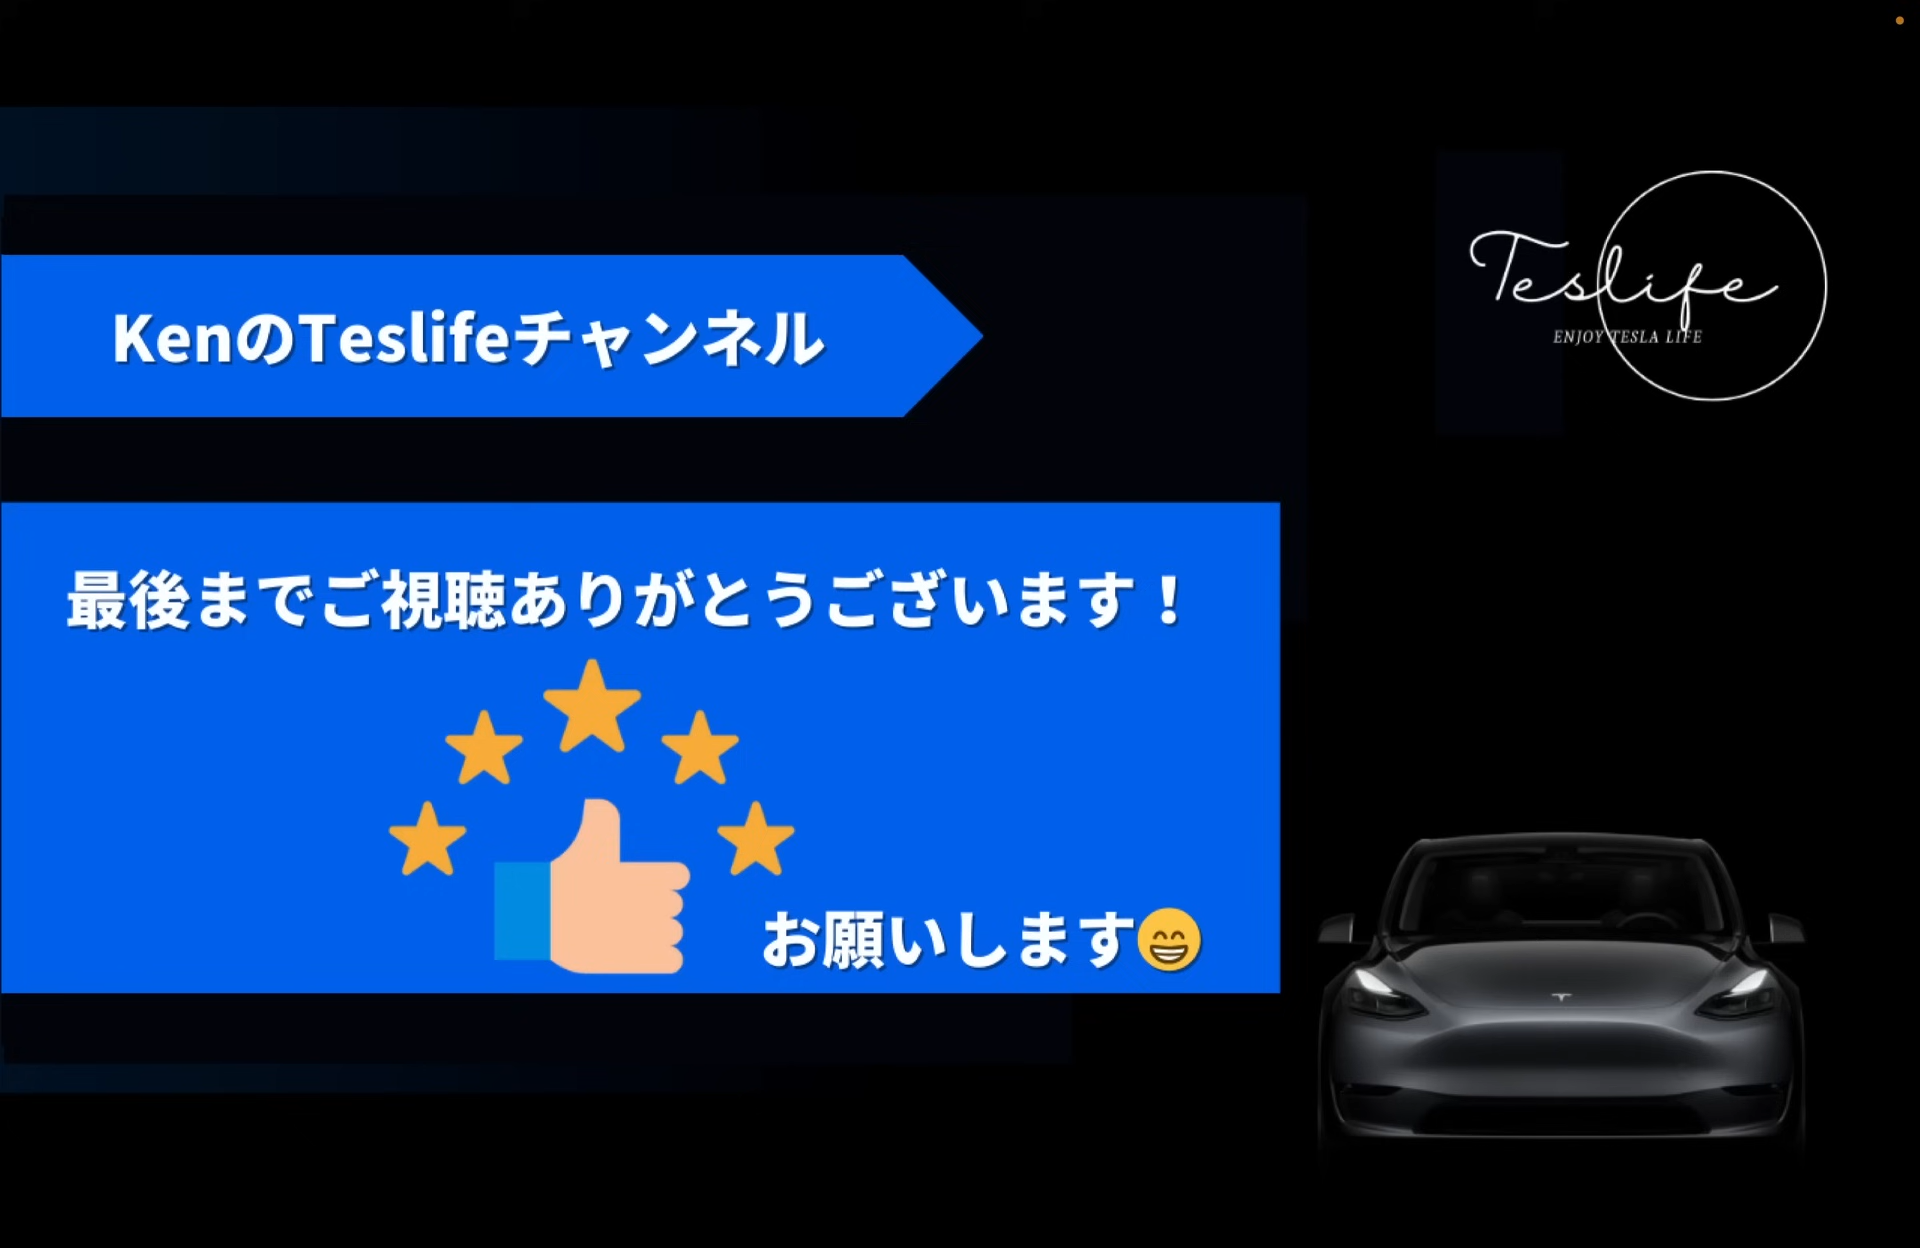 KenのTeslifeチャンネル
Teslife
ENJOY TESLA LIFE
最後までご視聴ありがとうございます！
お願いします😁